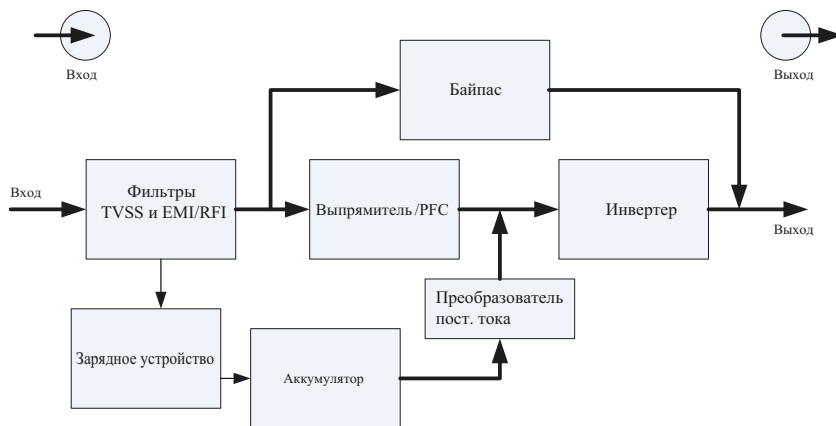 Вход
Выход
Байпас
Вход
Фильтры
TVSS и EMI/RFI
Выпрямитель/PFC
Инвертер
Выход
Преобразователь
пост. тока
Зарядное устройство
Аккумулятор